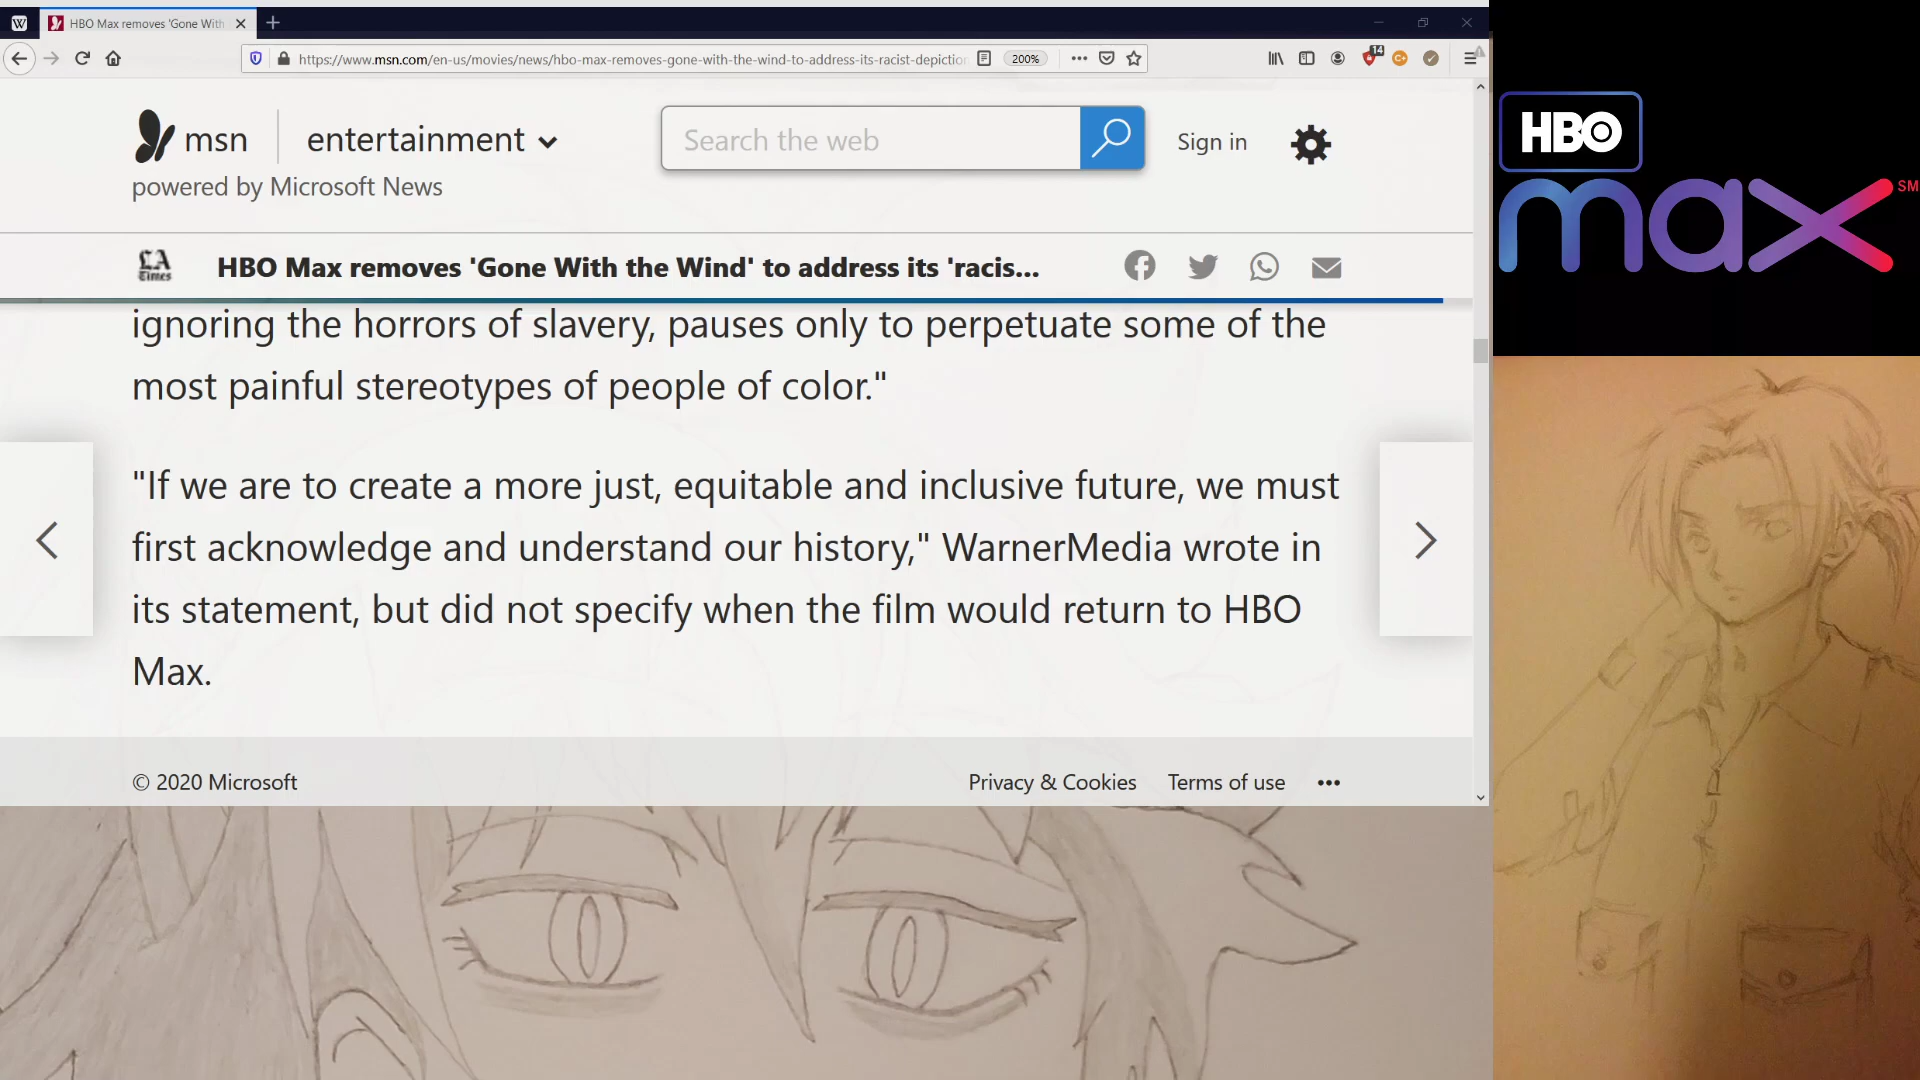 W
HBO Max removes 'Gone With
https://www.msn.com/en-us/movies/news/hbo-max-removes-gone-with-the-wind-to-address-its-racist-depiction
200%
14
msn
entertainment
Search the web
Sign in
powered by Microsoft News
LA Times
HBO Max removes 'Gone With the Wind' to address its 'racis...
ignoring the horrors of slavery, pauses only to perpetuate some of the
most painful stereotypes of people of color."
"If we are to create a more just, equitable and inclusive future, we must
first acknowledge and understand our history," WarnerMedia wrote in
its statement, but did not specify when the film would return to HBO
Max.
© 2020 Microsoft
Privacy & Cookies
Terms of use
HBO
max SM